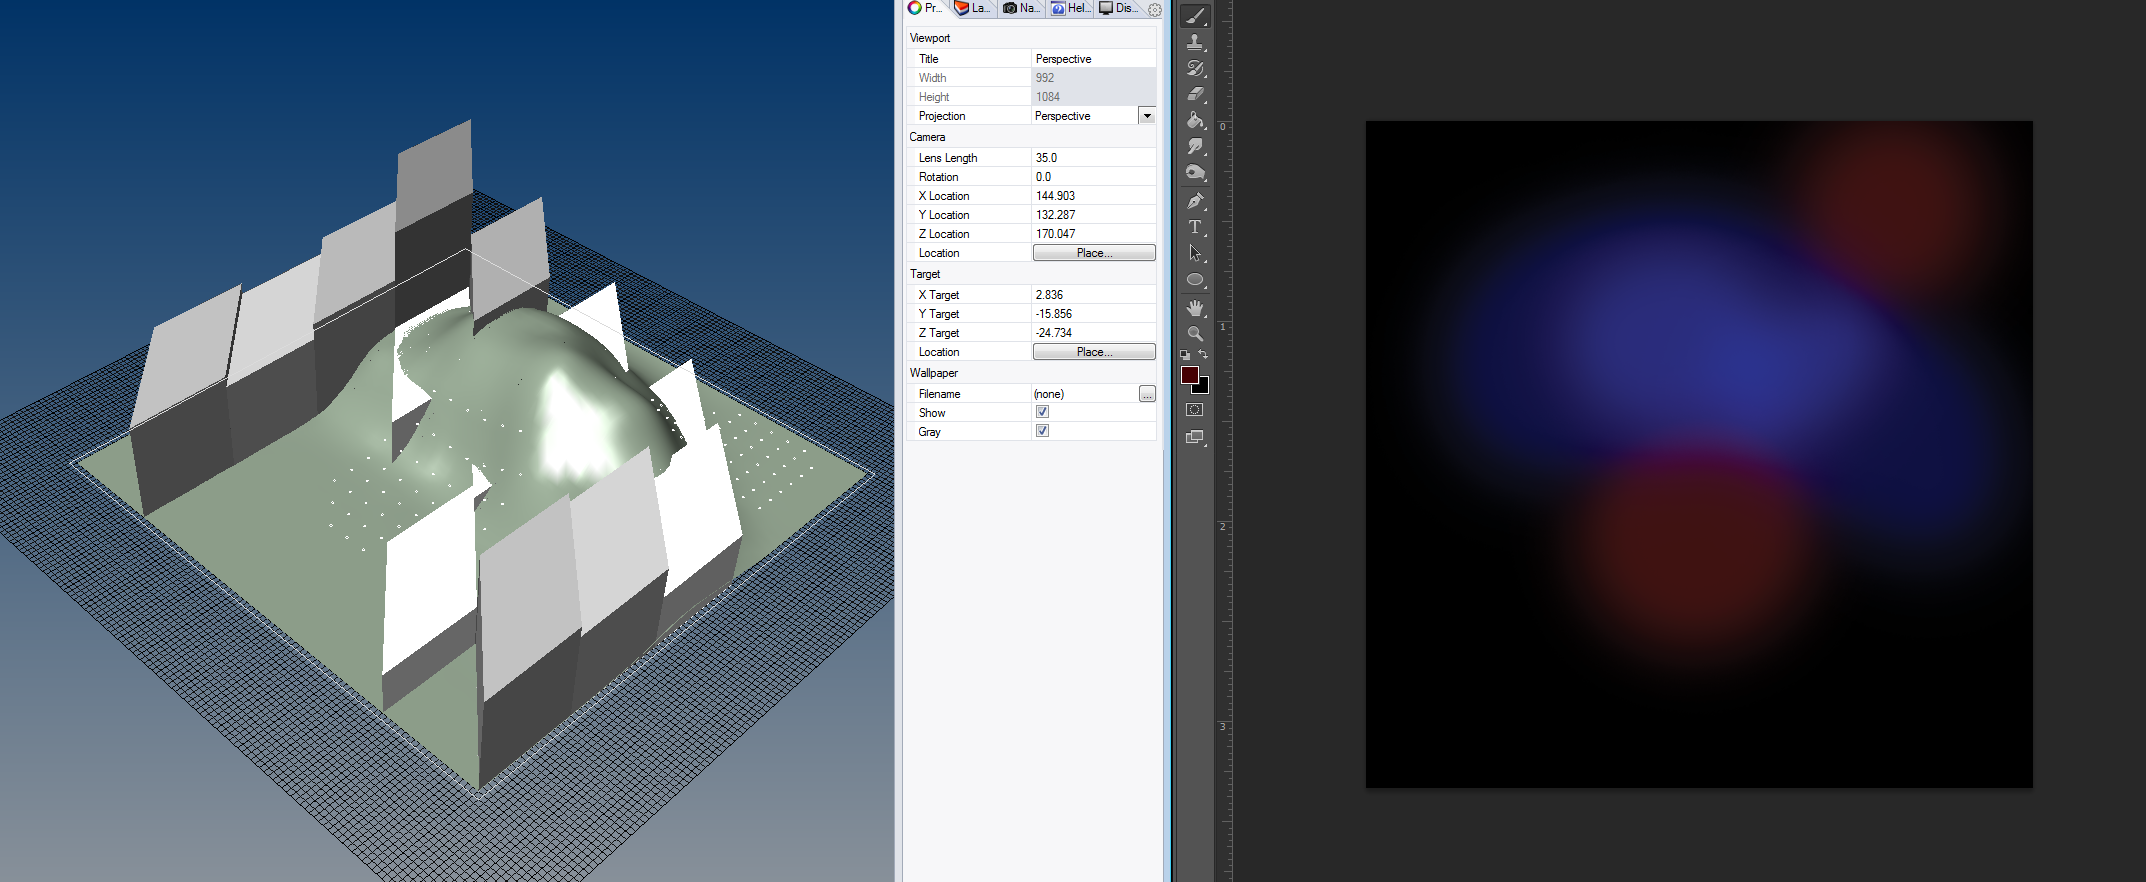 Pr... La... Na... Hel... Dis...
Viewport
Title Perspective
Width 992
Height 1084
Projection Perspective
Camera
Lens Length 35.0
Rotation 0.0
X Location 144.903
Y Location 132.287
Z Location 170.047
Location Place...
Target
X Target 2.836
Y Target -15.856
Z Target -24.734
Location Place...
Wallpaper
Filename (none) ...
Show
Gray
T
0
1
2
3